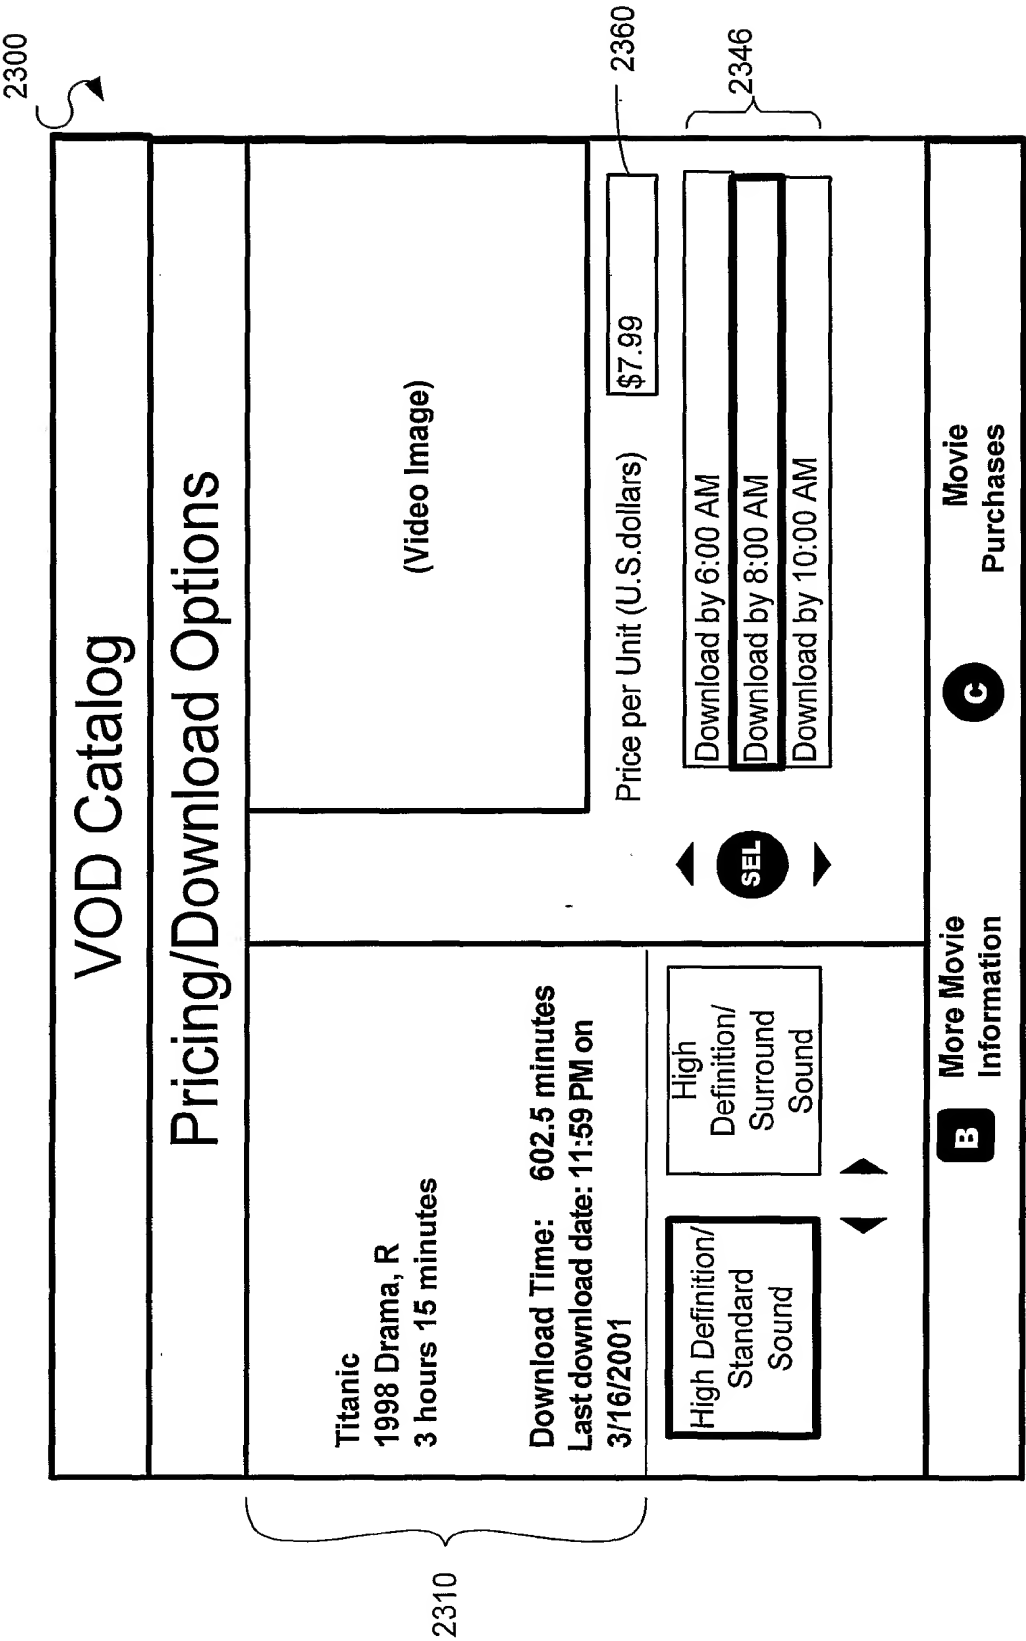 2300
VOD Catalog
Pricing/Download Options
2310
Titanic
1998 Drama, R
3 hours 15 minutes
Download Time: 602.5 minutes
Last download date: 11:59 PM on
3/16/2001
High Definition/
Standard
Sound
High
Definition/
Surround
Sound
(Video Image)
Price per Unit (U.S.dollars)
$7.99
2360
SEL
Download by 6:00 AM
Download by 8:00 AM
Download by 10:00 AM
2346
B
More Movie
Information
C
Movie
Purchases